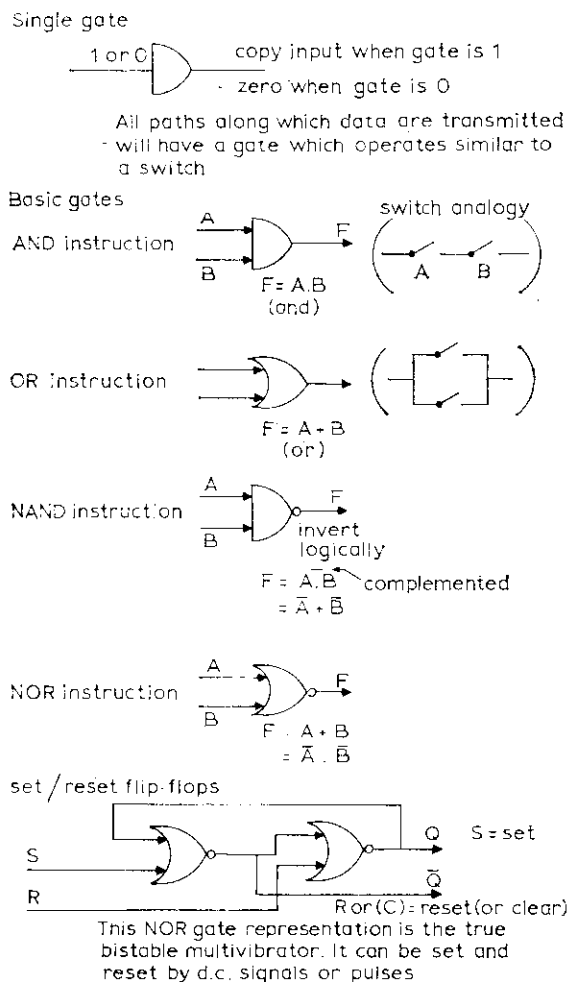 Single gate
1 or 0
copy input when gate is 1
zero when gate is 0
All paths along which data are transmitted
will have a gate which operates similar to
a switch
Basic gates
AND instruction
A
B
F
F = A.B
(and)
switch analogy
A B
OR instruction
F = A + B
(or)
NAND instruction
A
B
F
invert
logically
F = A̅.̅B̅ complemented
= A̅ + B̅
NOR instruction
A
B
F
F A + B
= A̅ . B̅
set / reset flip-flops
S
R
Q S = set
Q̅
R or (C) = reset (or clear)
This NOR gate representation is the true
bistable multivibrator. It can be set and
reset by d.c. signals or pulses